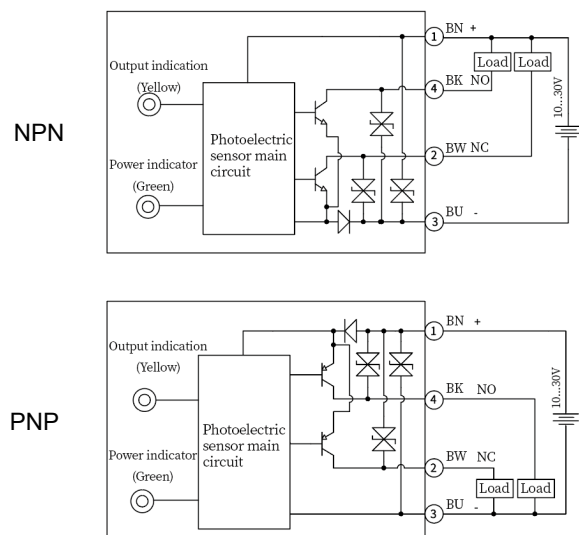 NPN
Output indication
(Yellow)
Power indicator
(Green)
Photoelectric
sensor main
circuit
1 BN +
Load Load
4 BK NO
2 BW NC
3 BU -
10...30V
PNP
Output indication
(Yellow)
Power indicator
(Green)
Photoelectric
sensor main
circuit
1 BN +
4 BK NO
2 BW NC
Load Load
3 BU -
10...30V